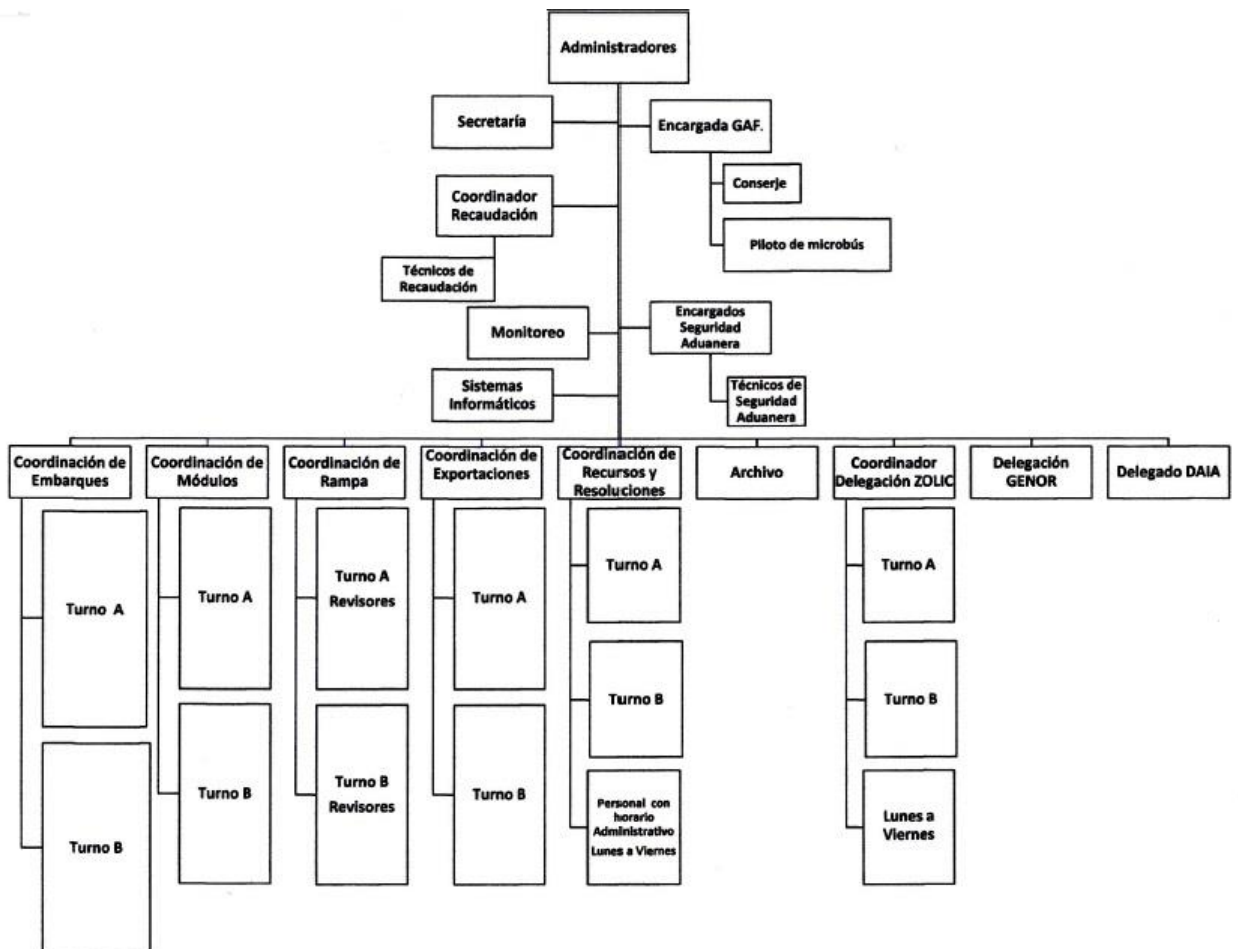 Administradores
Secretaría
Encargada GAF.
Conserje
Coordinador
Recaudación
Piloto de microbús
Técnicos de
Recaudación
Encargados
Seguridad
Aduanera
Monitoreo
Técnicos de
Seguridad
Aduanera
Sistemas
Informáticos
Coordinación de
Embarques
Coordinación de
Módulos
Coordinación de
Rampa
Coordinación de
Exportaciones
Coordinación de
Recursos y
Resoluciones
Archivo
Coordinador
Delegación ZOLIC
Delegación
GENOR
Delegado DAIA
Turno A
Turno B
Turno A
Turno B
Turno A
Revisores
Turno B
Revisores
Turno A
Turno B
Turno A
Turno B
Personal con
horario
Administrativo
Lunes a Viernes
Turno A
Turno B
Lunes a
Viernes